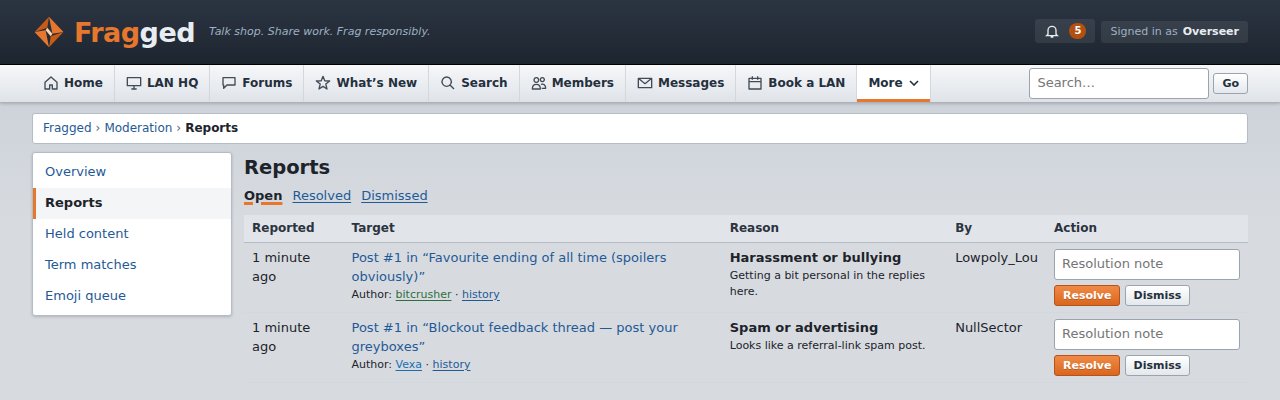 Fragged Talk shop. Share work. Frag responsibly. 5 Signed in as Overseer
Home LAN HQ Forums What's New Search Members Messages Book a LAN More Search... Go
Fragged › Moderation › Reports
Overview
Reports
Held content
Term matches
Emoji queue
Reports
Open Resolved Dismissed
Reported Target Reason By Action
1 minute ago
Post #1 in “Favourite ending of all time (spoilers
obviously)”
Author: bitcrusher · history
Harassment or bullying
Getting a bit personal in the replies
here.
Lowpoly_Lou
Resolution note
Resolve Dismiss
1 minute ago
Post #1 in “Blockout feedback thread — post your
greyboxes”
Author: Vexa · history
Spam or advertising
Looks like a referral-link spam post.
NullSector
Resolution note
Resolve Dismiss